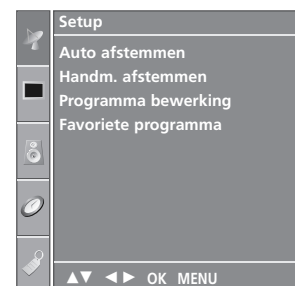 Setup
Auto afstemmen
Handm. afstemmen
Programma bewerking
Favoriete programma
▲▼ ◄► OK MENU